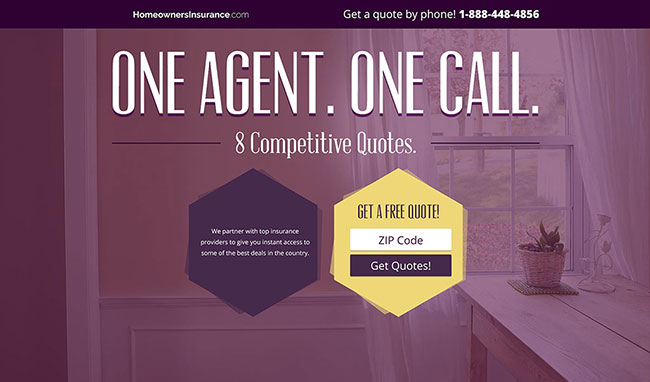 HomeownersInsurance.com
Get a quote by phone! 1-888-448-4856
ONE AGENT. ONE CALL.
8 Competitive Quotes.
We partner with top insurance
providers to give you instant access to
some of the best deals in the country.
GET A FREE QUOTE!
ZIP Code
Get Quotes!